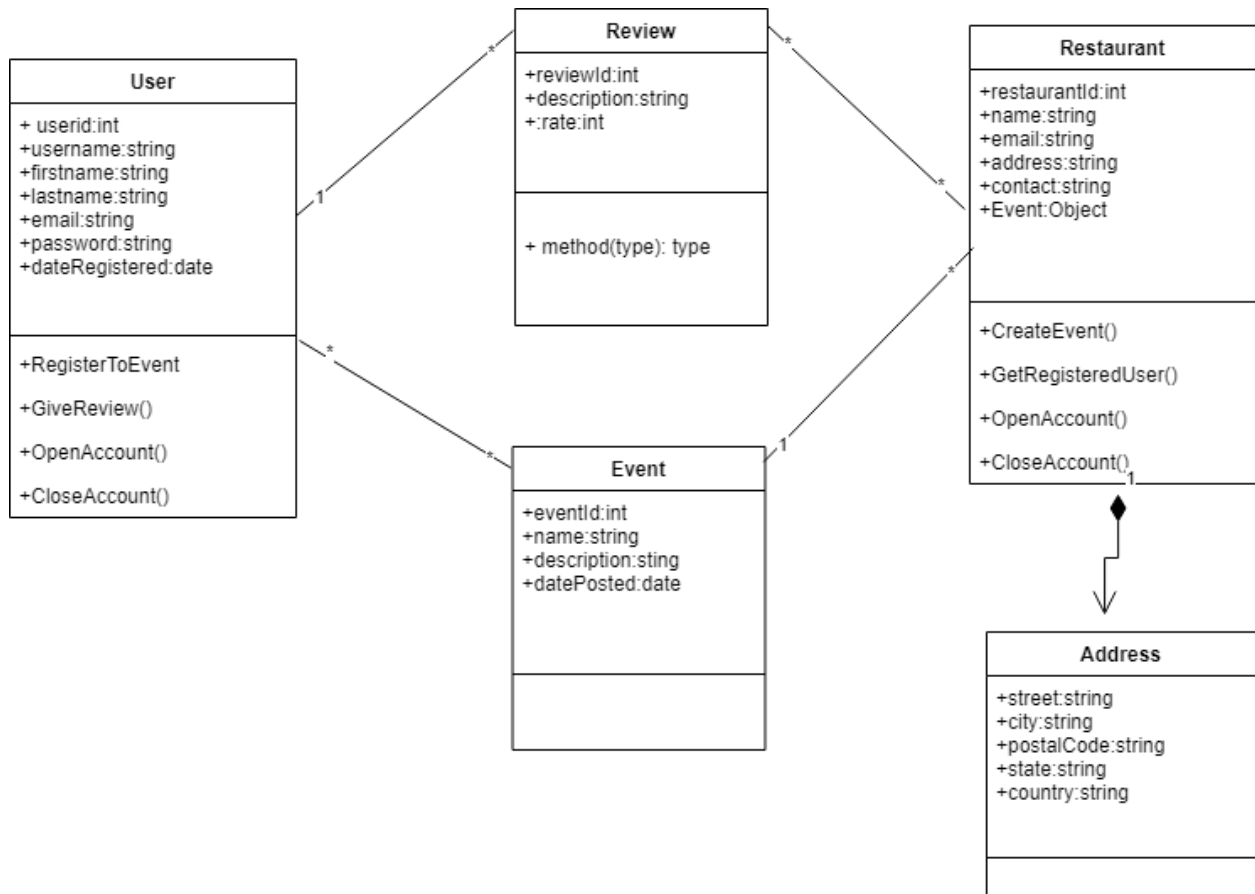 User
+ userid:int
+username:string
+firstname:string
+lastname:string
+email:string
+password:string
+dateRegistered:date
+RegisterToEvent
+GiveReview()
+OpenAccount()
+CloseAccount()
1
*
*
*
Review
+reviewId:int
+description:string
+:rate:int
+ method(type): type
*
*
Event
+eventId:int
+name:string
+description:sting
+datePosted:date
1
*
Restaurant
+restaurantId:int
+name:string
+email:string
+address:string
+contact:string
+Event:Object
+CreateEvent()
+GetRegisteredUser()
+OpenAccount()
+CloseAccount()
1
Address
+street:string
+city:string
+postalCode:string
+state:string
+country:string